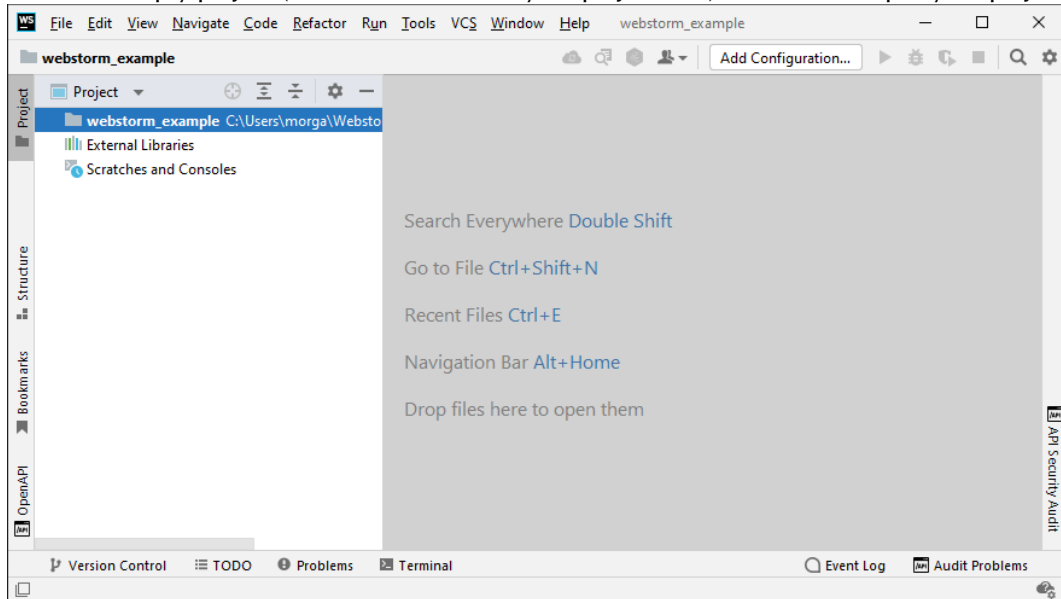 WS File Edit View Navigate Code Refactor Run Tools VCS Window Help webstorm_example
webstorm_example Add Configuration...
Project
Project
webstorm_example C:\Users\morga\Websto
External Libraries
Scratches and Consoles
Search Everywhere Double Shift
Go to File Ctrl+Shift+N
Recent Files Ctrl+E
Navigation Bar Alt+Home
Drop files here to open them
Structure
Bookmarks
OpenAPI
API Security Audit
Version Control TODO Problems Terminal Event Log Audit Problems